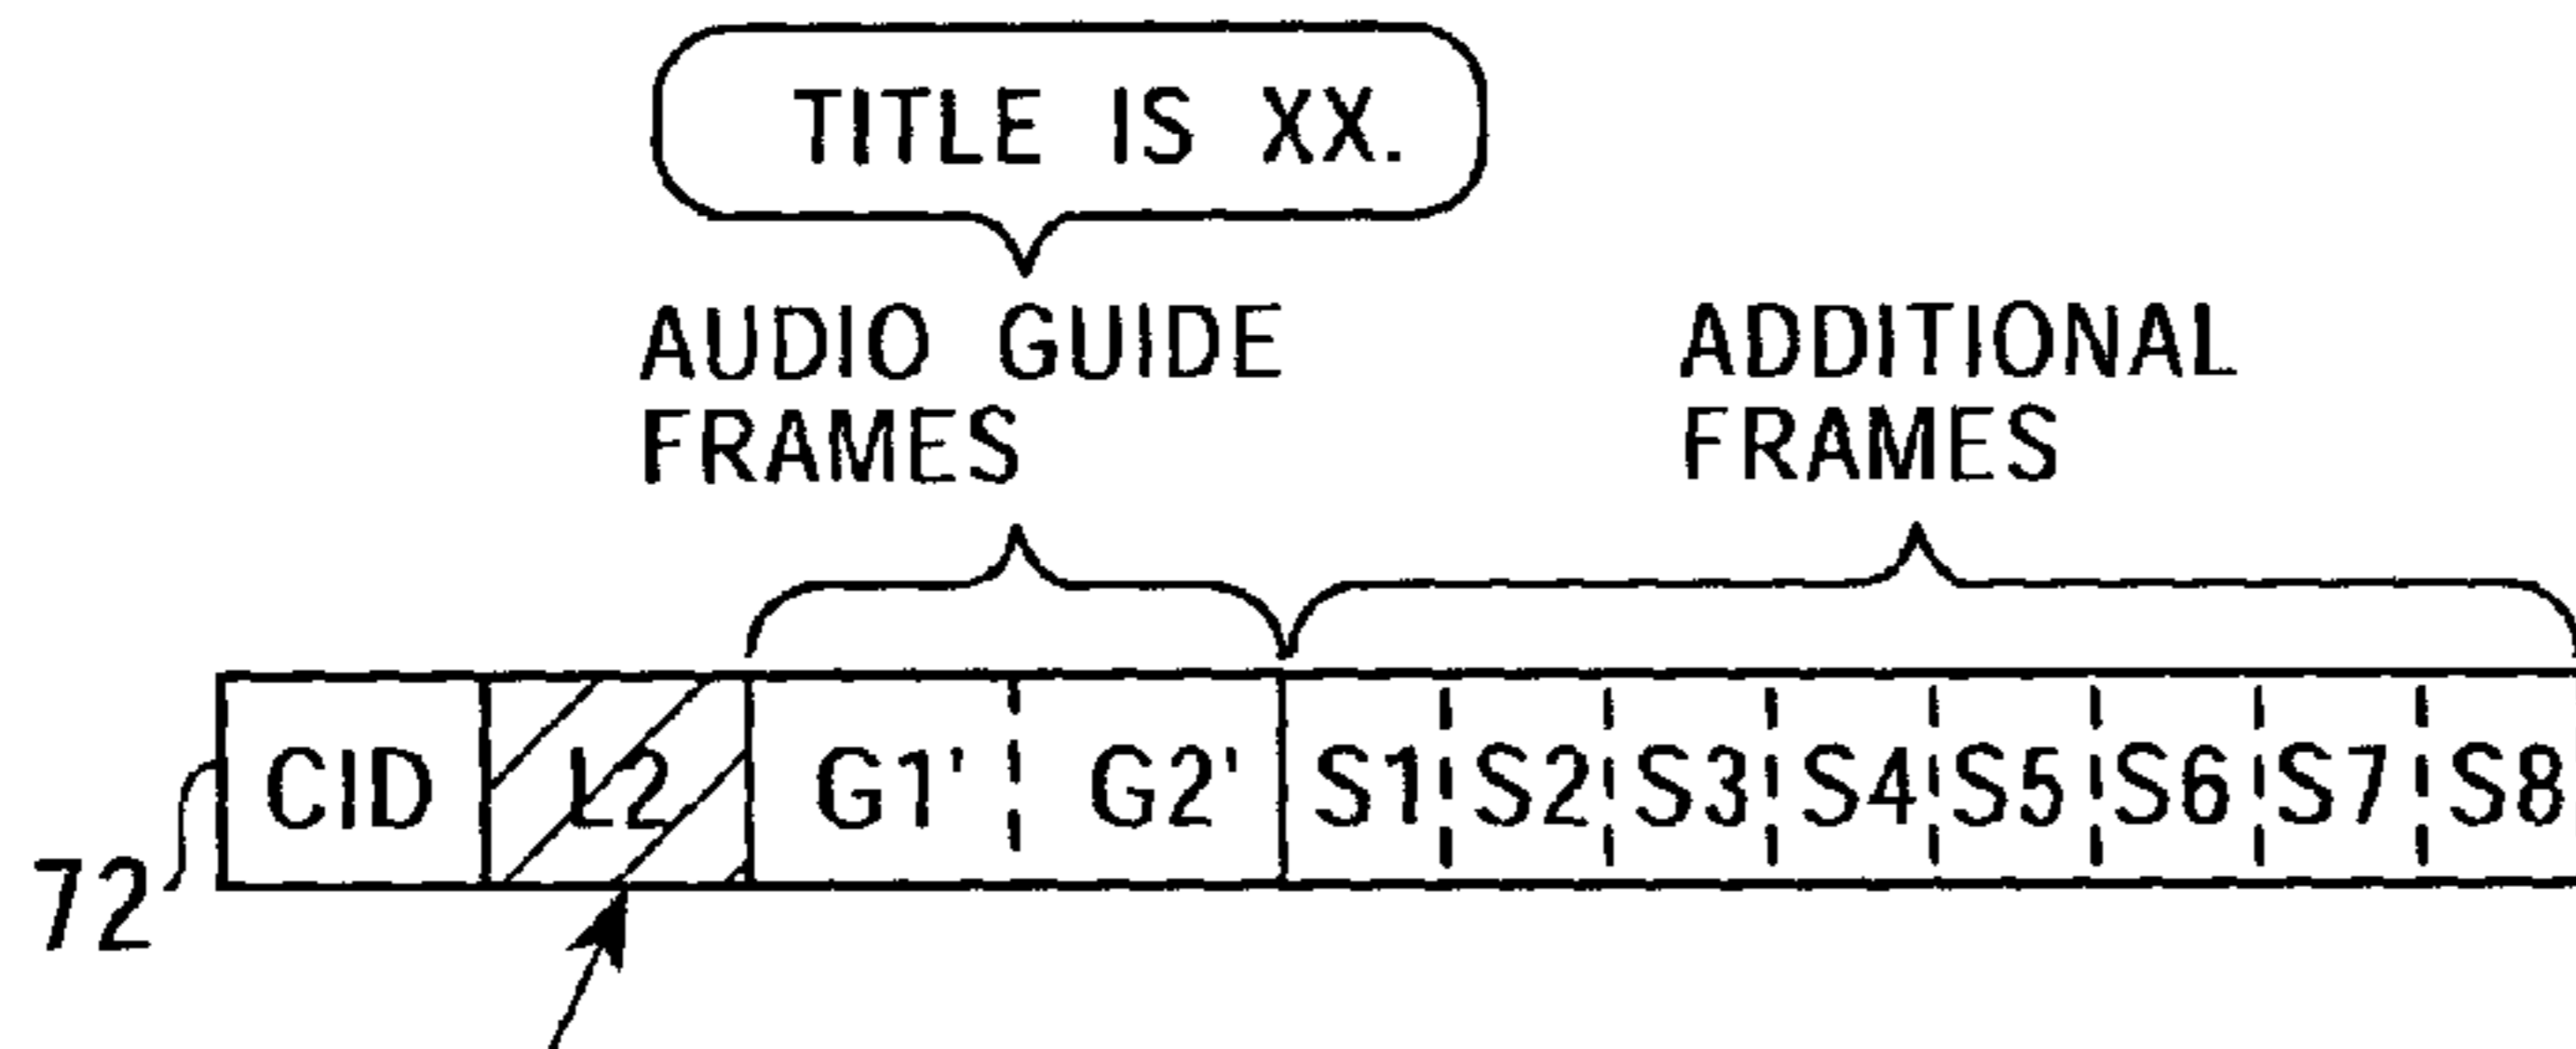 TITLE IS XX.
AUDIO GUIDE
FRAMES
ADDITIONAL
FRAMES
CID L2 G1' G2' S1 S2 S3 S4 S5 S6 S7 S8
72